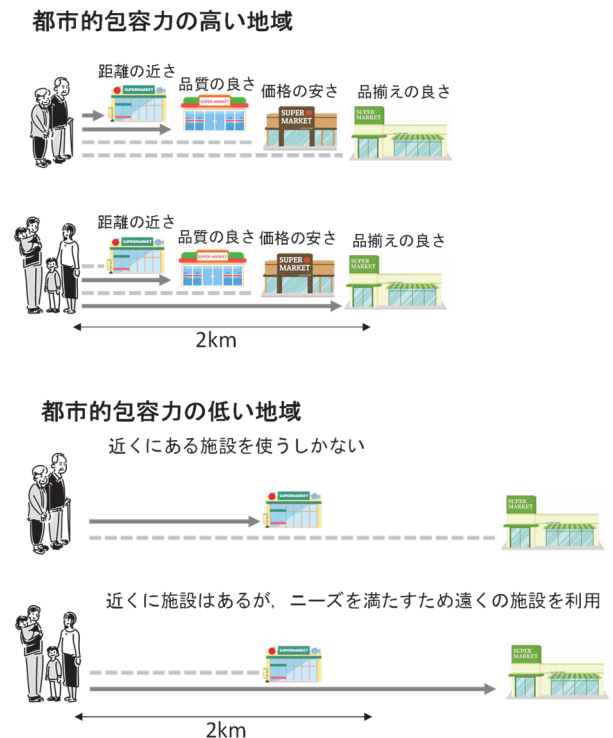 都市的包容力の高い地域
距離の近さ
品質の良さ
価格の安さ
品揃えの良さ
SUPERMARKET
SUPER MARKET
SUPER
MARKET
SUPER
MARKET
距離の近さ
品質の良さ
価格の安さ
品揃えの良さ
SUPERMARKET
SUPER MARKET
SUPER
MARKET
SUPER
MARKET
2km
都市的包容力の低い地域
近くにある施設を使うしかない
SUPERMARKET
SUPER
MARKET
近くに施設はあるが，ニーズを満たすため遠くの施設を利用
SUPERMARKET
SUPER
MARKET
2km